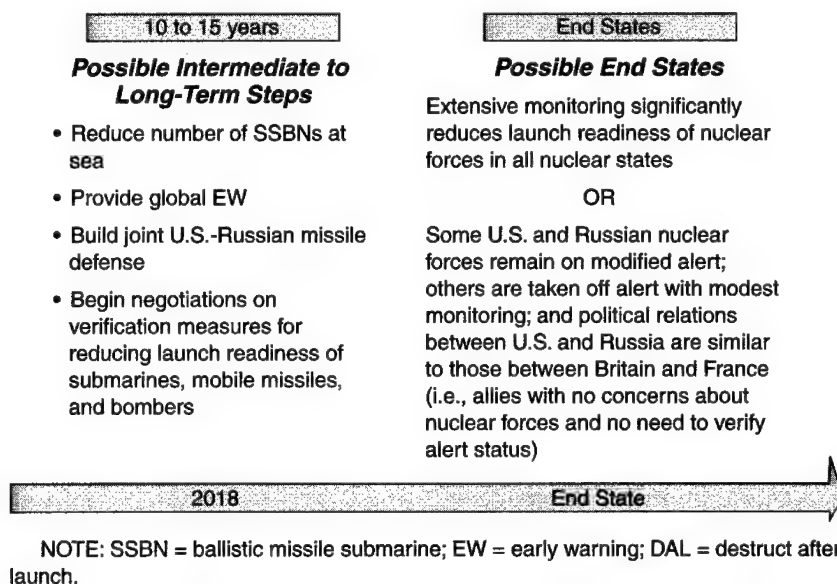 10 to 15 years
Possible Intermediate to
Long-Term Steps
• Reduce number of SSBNs at
sea
• Provide global EW
• Build joint U.S.-Russian missile
defense
• Begin negotiations on
verification measures for
reducing launch readiness of
submarines, mobile missiles,
and bombers
End States
Possible End States
Extensive monitoring significantly
reduces launch readiness of nuclear
forces in all nuclear states
OR
Some U.S. and Russian nuclear
forces remain on modified alert;
others are taken off alert with modest
monitoring; and political relations
between U.S. and Russia are similar
to those between Britain and France
(i.e., allies with no concerns about
nuclear forces and no need to verify
alert status)
2018
End State
NOTE: SSBN = ballistic missile submarine; EW = early warning; DAL = destruct after
launch.